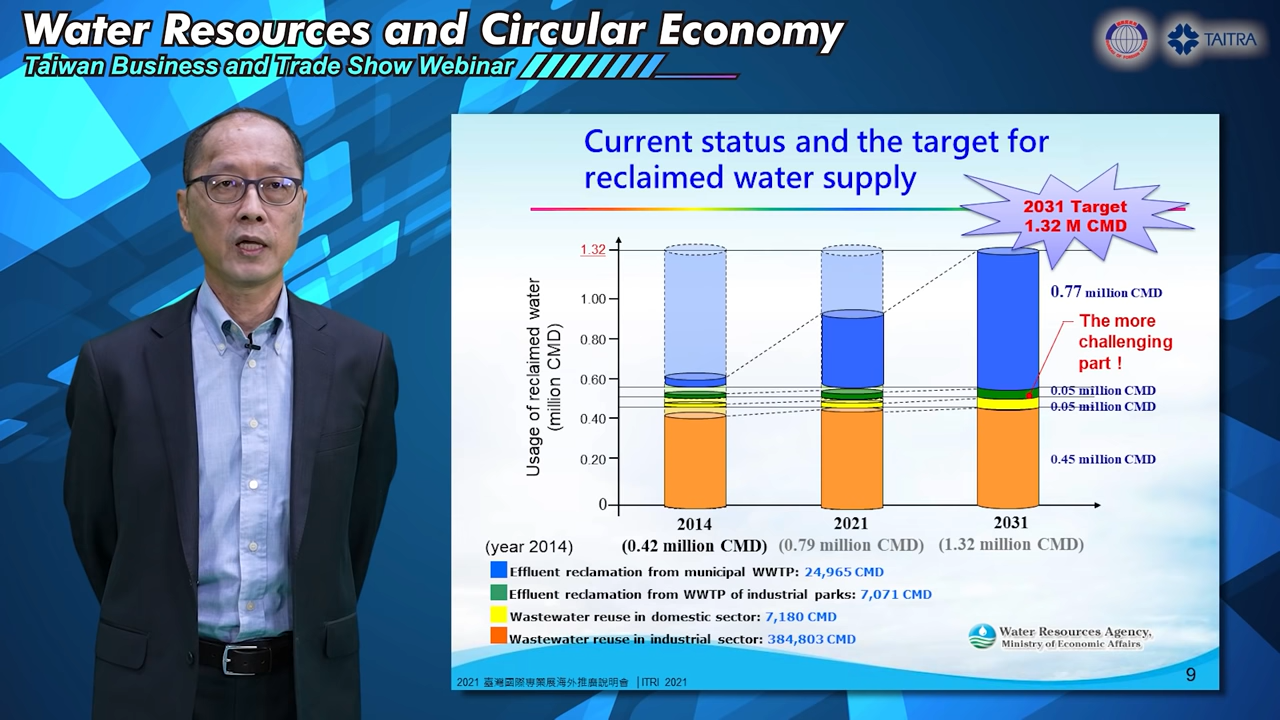 Water Resources and Circular Economy
Taiwan Business and Trade Show Webinar
TAITRA
Current status and the target for
reclaimed water supply
2031 Target
1.32 M CMD
Usage of reclaimed water
(million CMD)
1.32
1.00
0.80
0.60
0.40
0.20
0
0.77 million CMD
The more
challenging
part !
0.05 million CMD
0.05 million CMD
0.45 million CMD
2014 2021 2031
(year 2014) (0.42 million CMD) (0.79 million CMD) (1.32 million CMD)
Effluent reclamation from municipal WWTP: 24,965 CMD
Effluent reclamation from WWTP of industrial parks: 7,071 CMD
Wastewater reuse in domestic sector: 7,180 CMD
Wastewater reuse in industrial sector: 384,803 CMD
Water Resources Agency,
Ministry of Economic Affairs
2021 臺灣國際專業展海外推廣說明會 | ITRI 2021
9